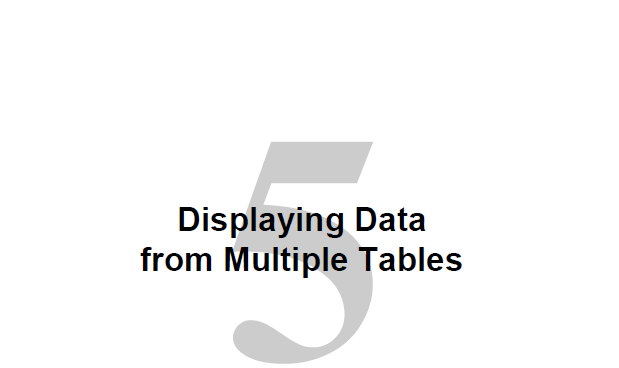 5
Displaying Data
from Multiple Tables